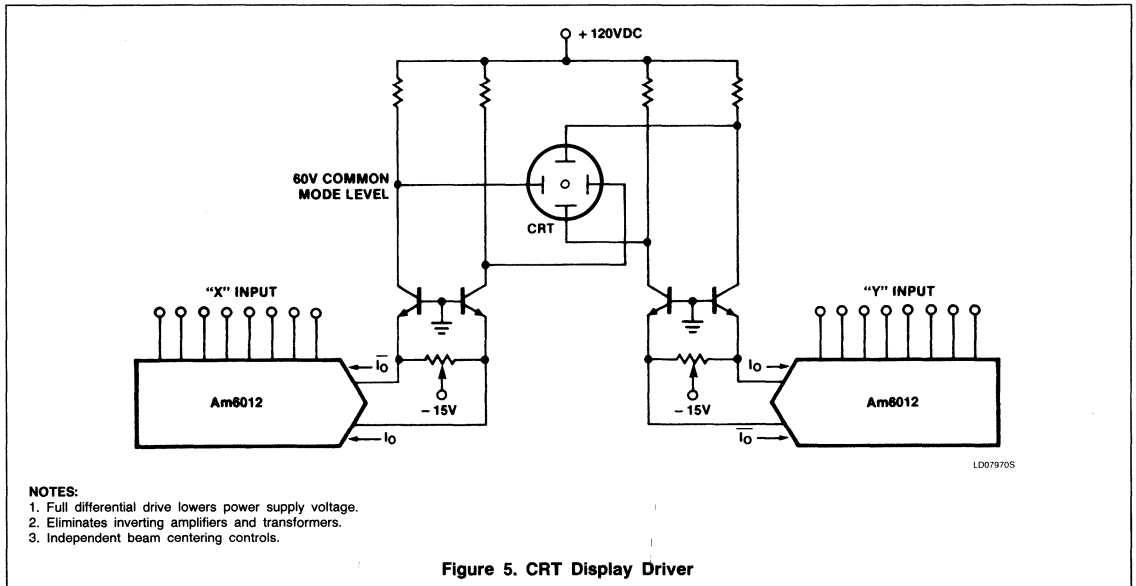 + 120VDC
60V COMMON
MODE LEVEL
CRT
"X" INPUT
"Y" INPUT
Am6012
I̅O̅
IO
– 15V
– 15V
IO
I̅O̅
Am6012
LD07970S
NOTES:
1. Full differential drive lowers power supply voltage.
2. Eliminates inverting amplifiers and transformers.
3. Independent beam centering controls.
Figure 5. CRT Display Driver